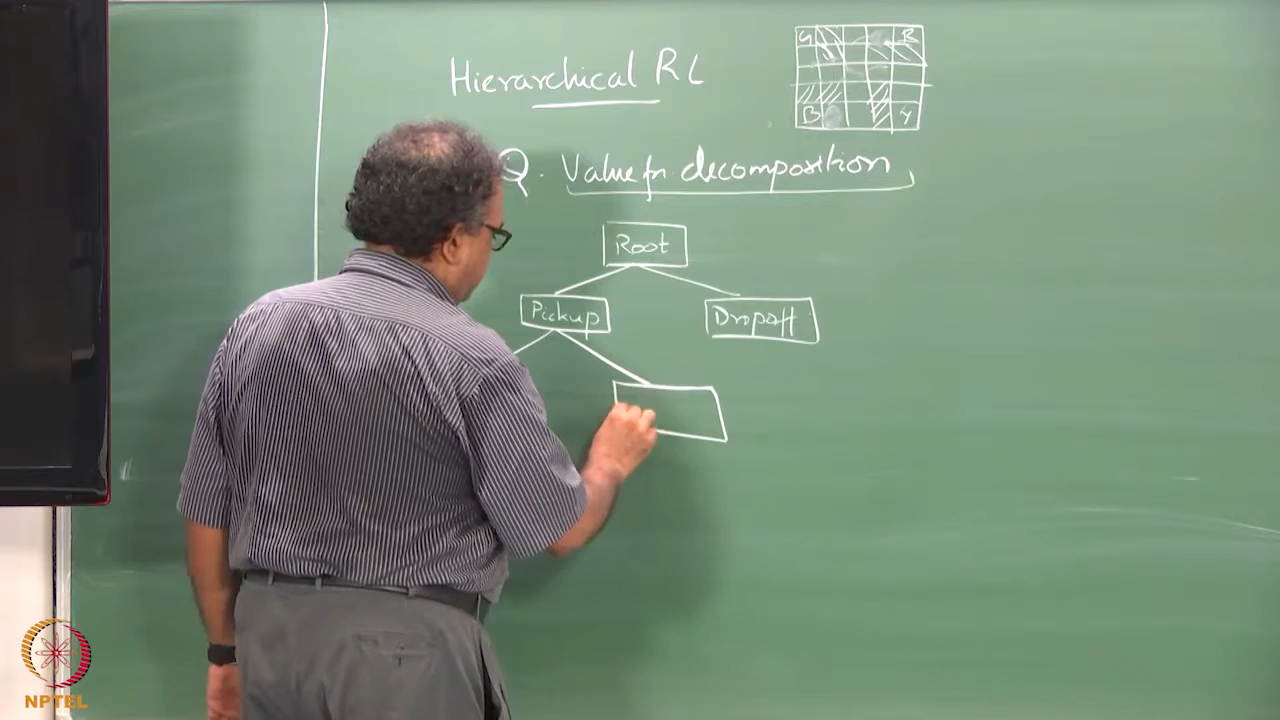 Hierarchical RL
G R
B Y
Q. Value fn decomposition
Root
Pickup Dropoff
NPTEL